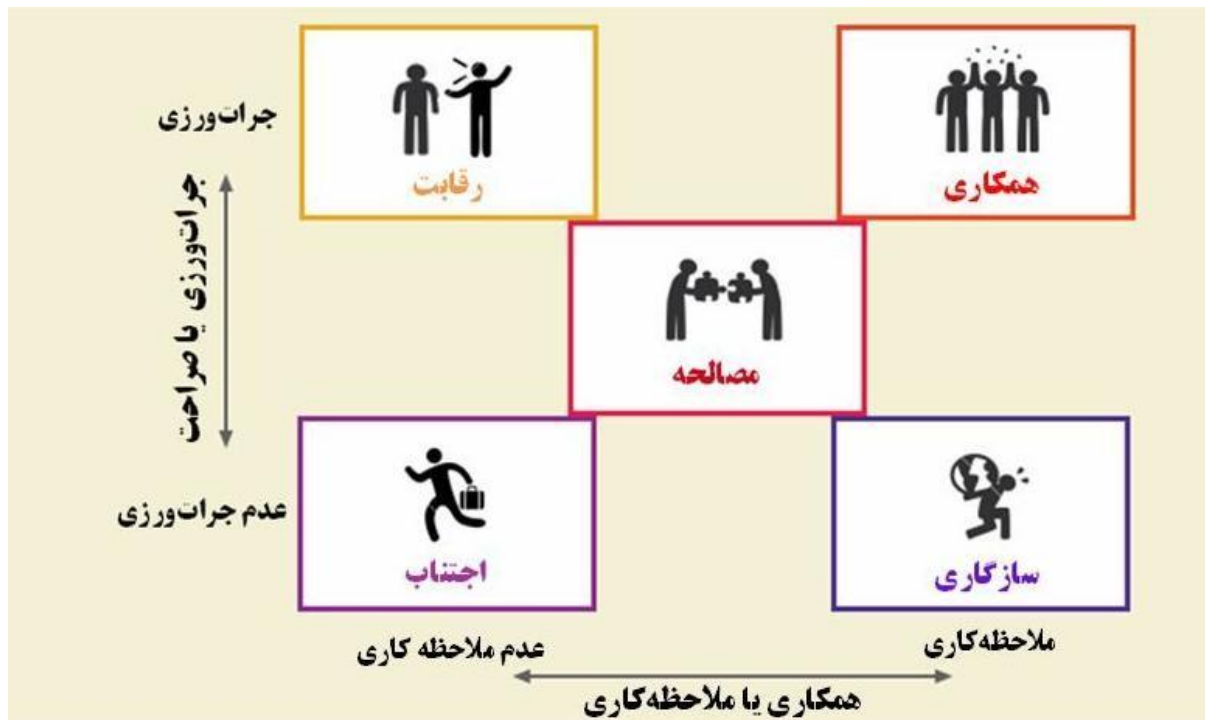 جرات‌ورزی
همکاری
رقابت
جرات‌ورزی یا صراحت
مصالحه
عدم جرات‌ورزی
سازگاری
اجتناب
ملاحظه‌کاری
عدم ملاحظه کاری
همکاری یا ملاحظه‌کاری